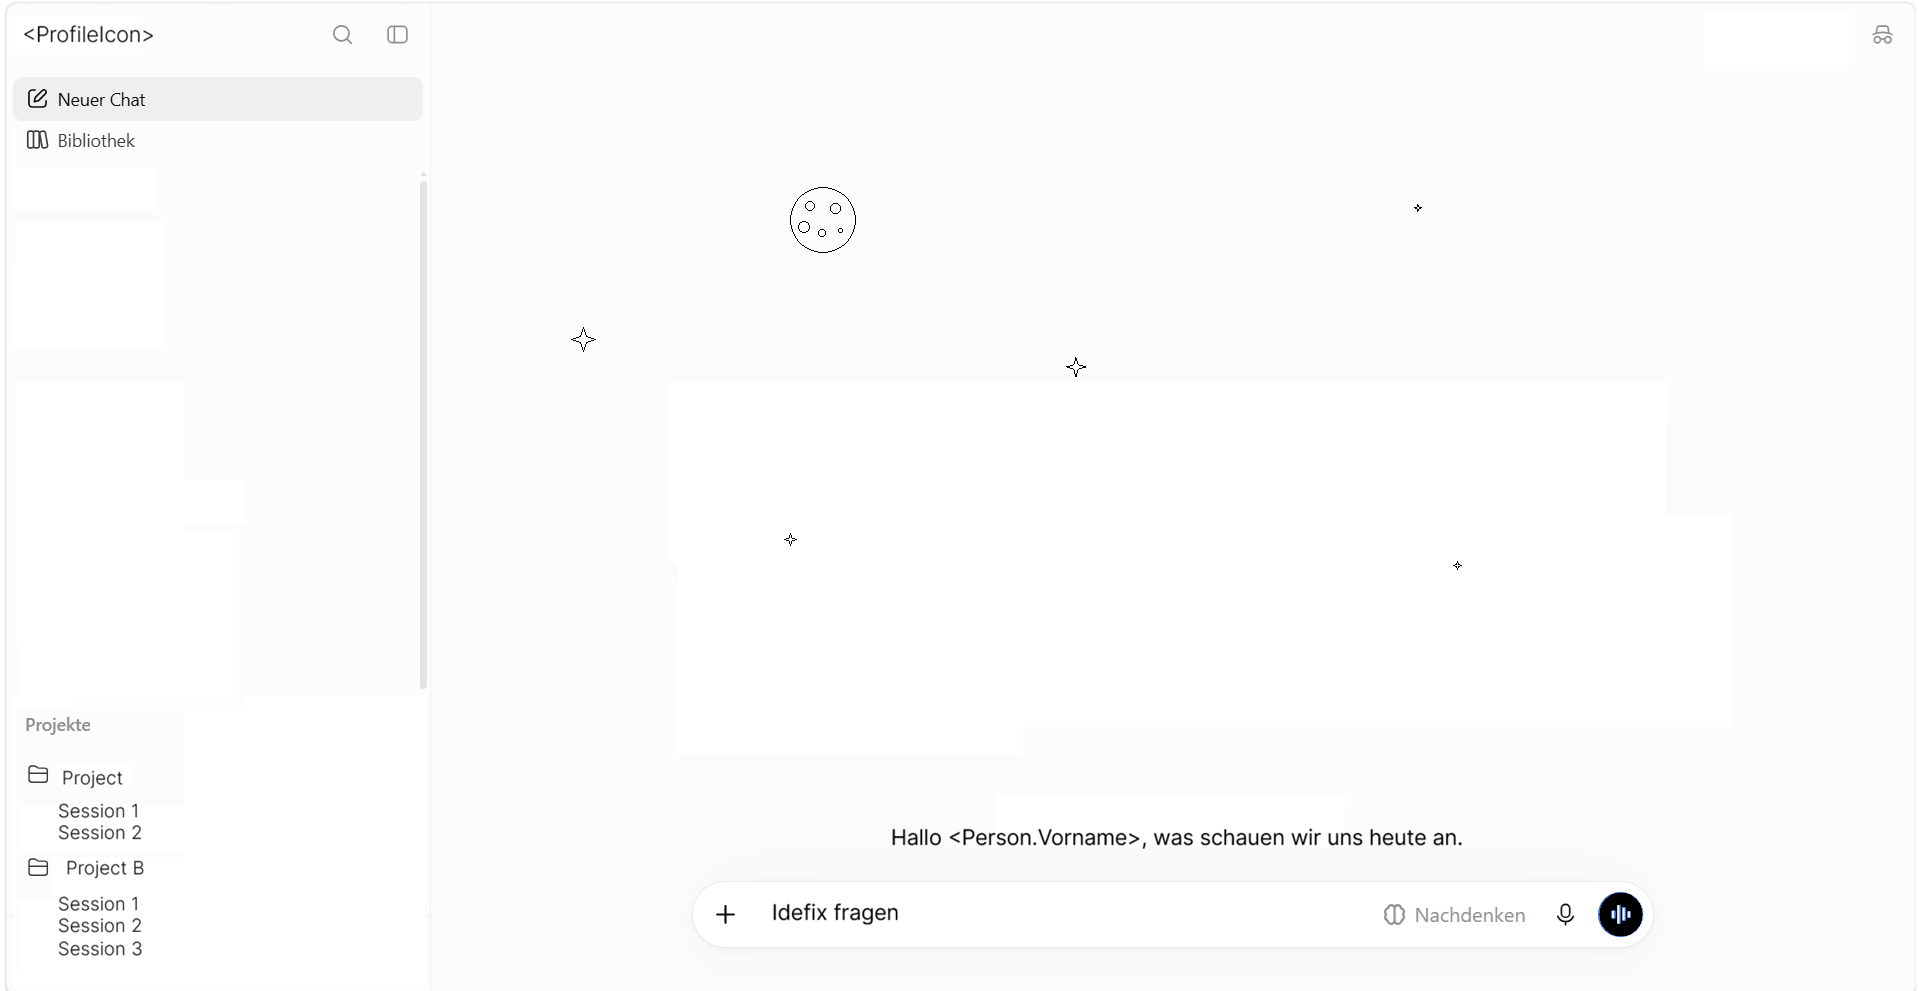 <ProfileIcon>
Neuer Chat
Bibliothek
Projekte
Project
Session 1
Session 2
Project B
Session 1
Session 2
Session 3
Hallo <Person.Vorname>, was schauen wir uns heute an.
Idefix fragen
Nachdenken